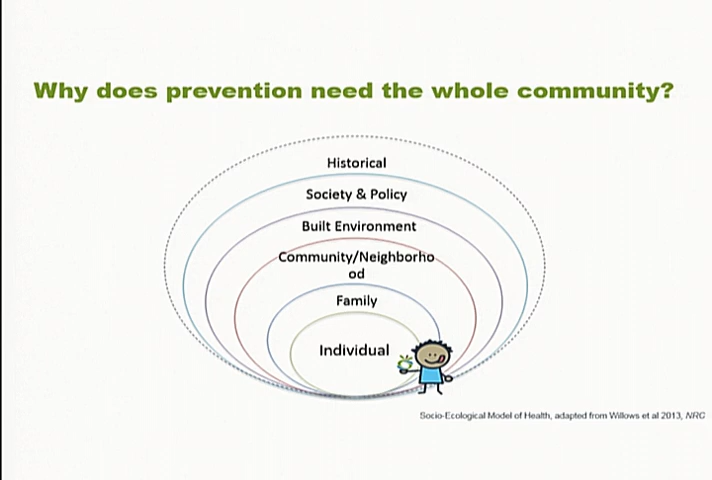 Why does prevention need the whole community?
Historical
Society & Policy
Built Environment
Community/Neighborho
od
Family
Individual
Socio-Ecological Model of Health, adapted from Willows et al 2013, NRC